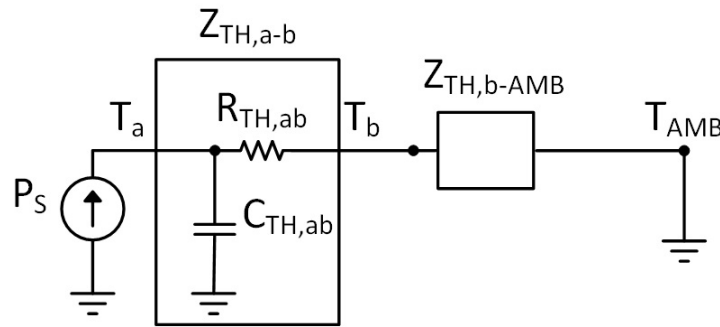 Z_TH,a-b
Z_TH,b-AMB
T_a
R_TH,ab
T_b
T_AMB
P_S
C_TH,ab